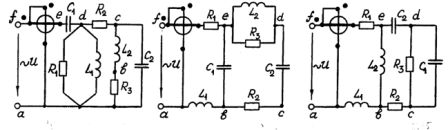 f e C₁ d R₂ c
R₁ L₁ L₂ C₂
~U
b
R₃
a
f R₁ e L₂ d
R₃
~U C₁ C₂
a L₁ b R₂ c
f R₁ e C₂ d
~U L₂ R₃ C₁
a L₁ b R₂ c